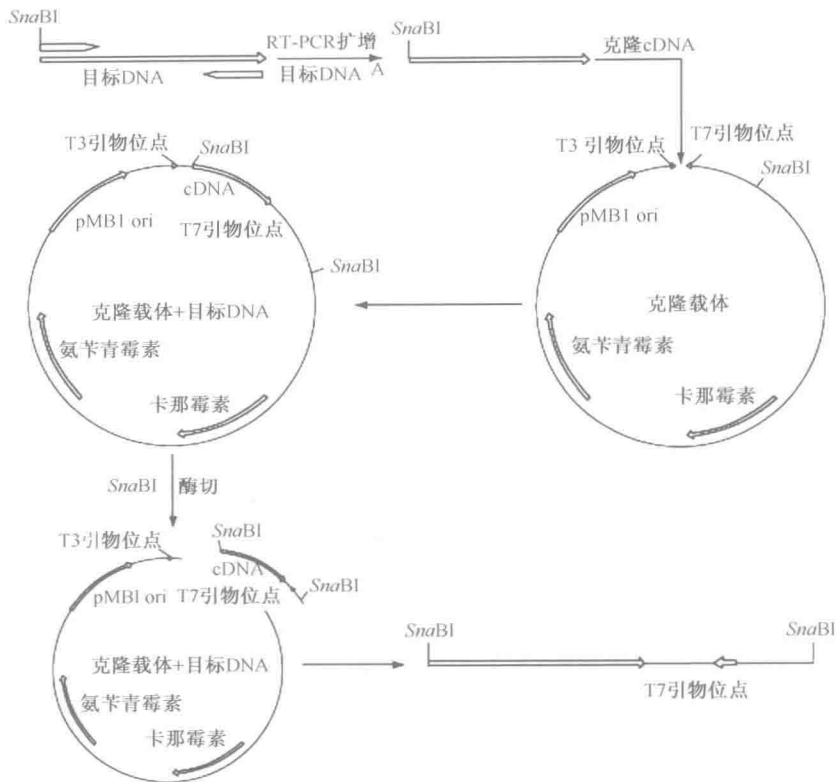 SnaBI
目标DNA
RT-PCR扩增
目标DNA A
SnaBI
克隆cDNA
T3引物位点
SnaBI
cDNA
pMB1 ori
T7引物位点
SnaBI
克隆载体+目标DNA
氨苄青霉素
卡那霉素
T3 引物位点
T7引物位点
SnaBI
pMB1 ori
克隆载体
氨苄青霉素
卡那霉素
SnaBI 酶切
T3引物位点
SnaBI
cDNA
SnaBI
pMB1 ori
T7引物位点
克隆载体+目标DNA
氨苄青霉素
卡那霉素
SnaBI
SnaBI
T7引物位点